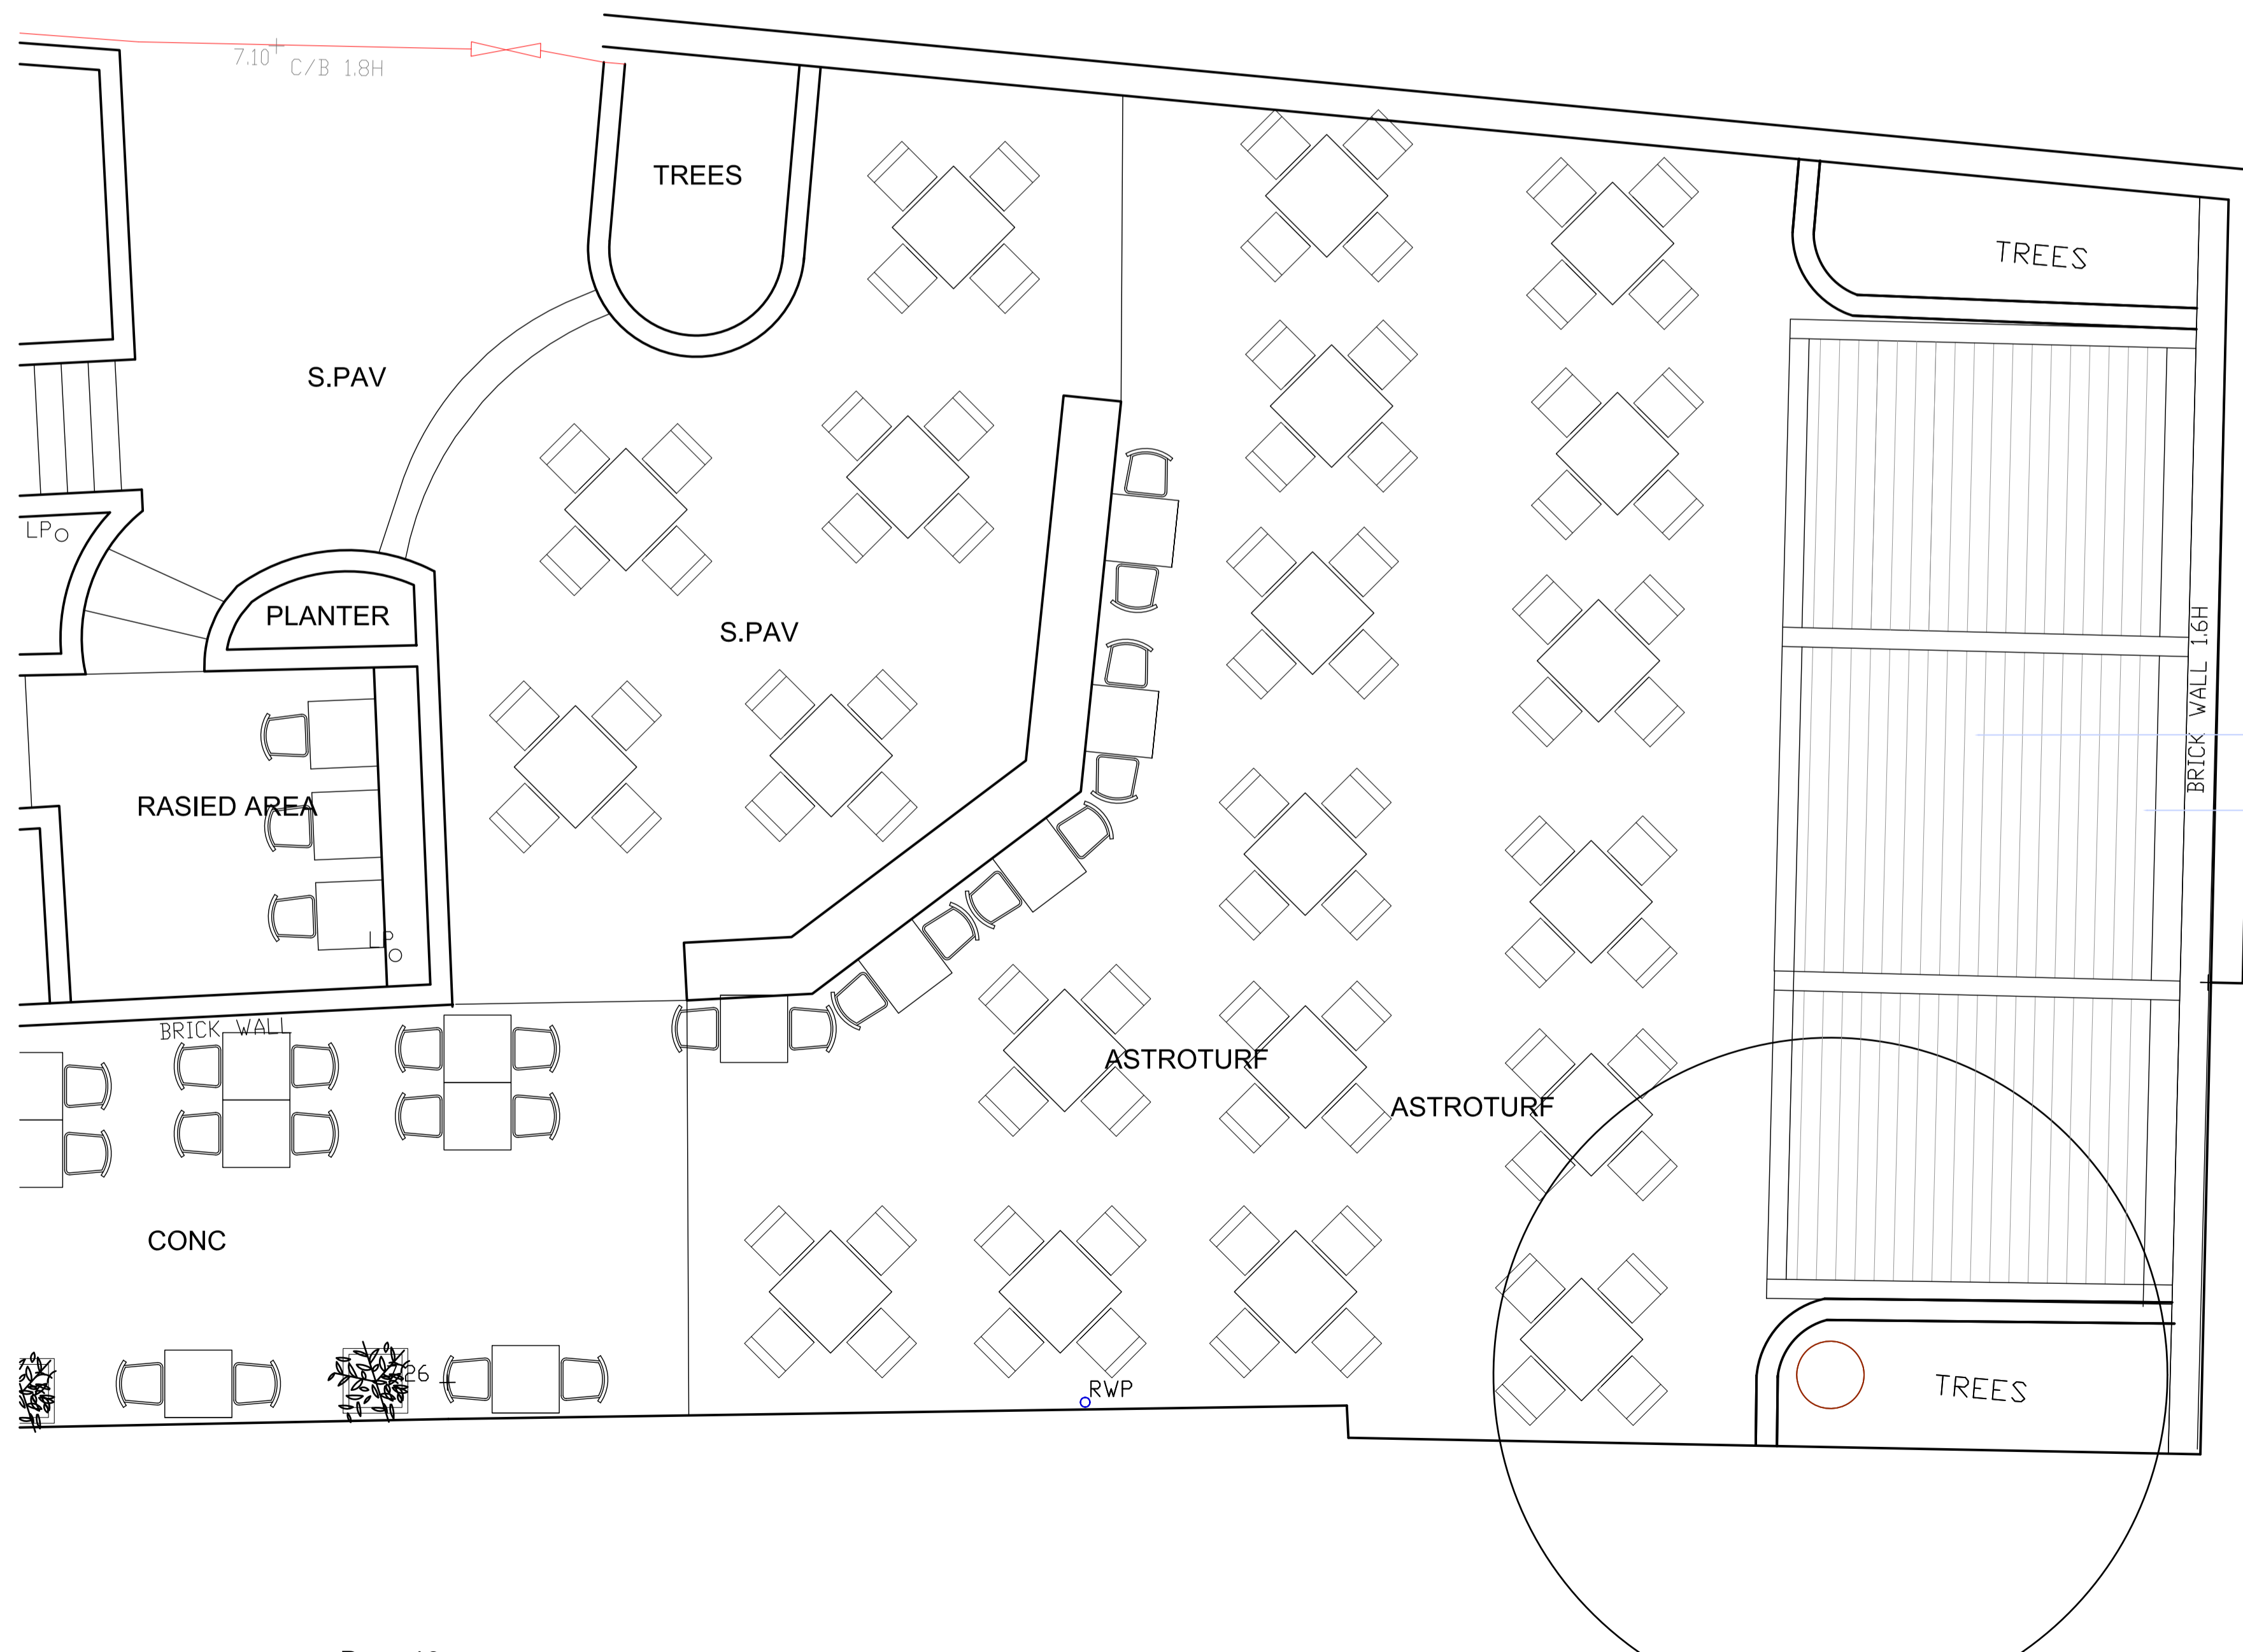 7.10
C/B 1.8H
TREES
TREES
S.PAV
LP
PLANTER
S.PAV
BRICK WALL 1.6H
RASIED AREA
LP
BRICK WALL
ASTROTURF
ASTROTURF
CONC
26
RWP
TREES